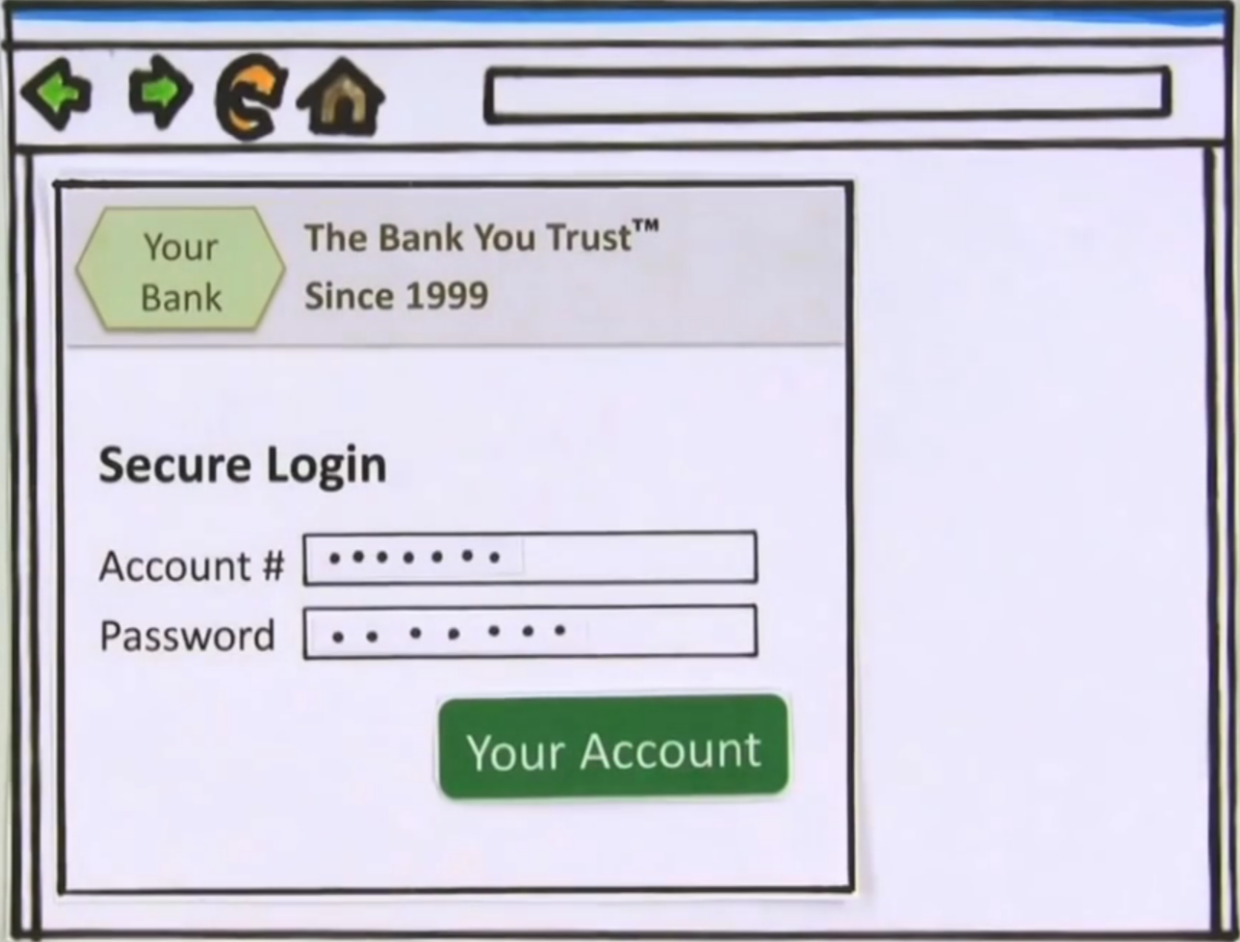 Your
Bank
The Bank You Trust™
Since 1999
Secure Login
Account #
Password
Your Account